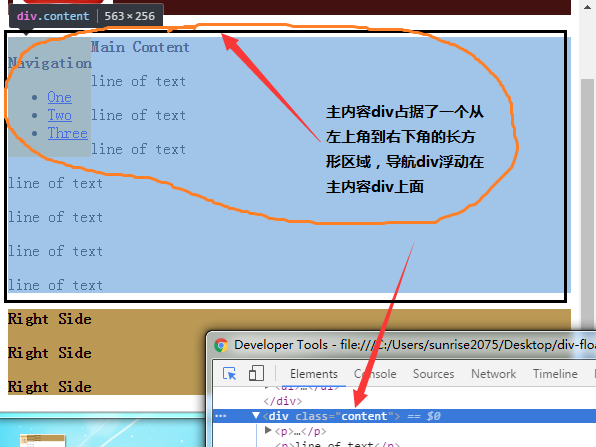 div.content | 563×256
Main Content
Navigation
line of text
One
line of text
Two
Three
line of text
主内容div占据了一个从
左上角到右下角的长方
形区域，导航div浮动在
主内容div上面
line of text
line of text
line of text
line of text
Right Side
Right Side
Right Side
Developer Tools - file:///C:/Users/sunrise2075/Desktop/div-floa
Elements Console Sources Network Timeline
▶<ul>…</ul>
</div>
… ▼<div class="content"> == $0
▶<p>…</p>
<p>line of text</p>